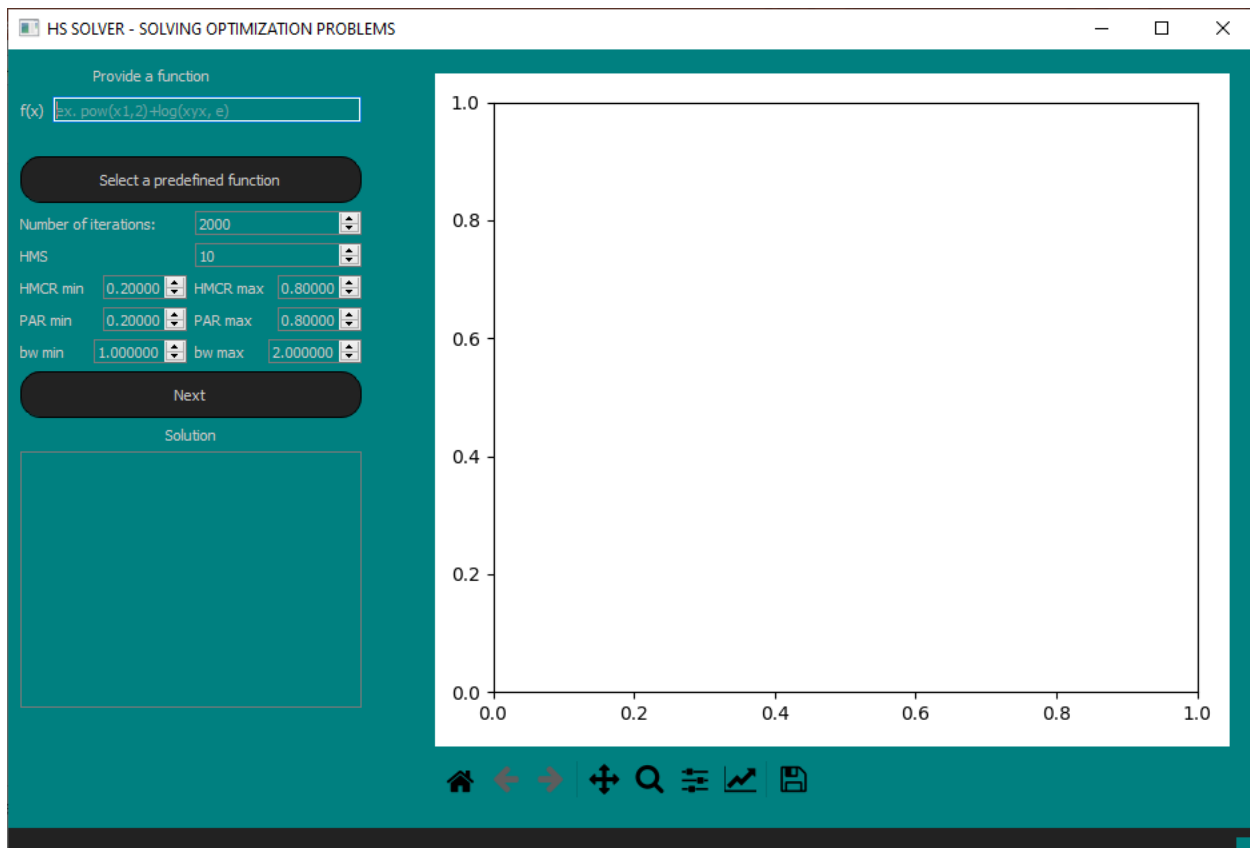 HS SOLVER - SOLVING OPTIMIZATION PROBLEMS
Provide a function
f(x) ex. pow(x1,2)+log(xyx, e)
Select a predefined function
Number of iterations: 2000
HMS 10
HMCR min 0.20000 HMCR max 0.80000
PAR min 0.20000 PAR max 0.80000
bw min 1.000000 bw max 2.000000
Next
Solution
1.0
0.8
0.6
0.4
0.2
0.0
0.0 0.2 0.4 0.6 0.8 1.0